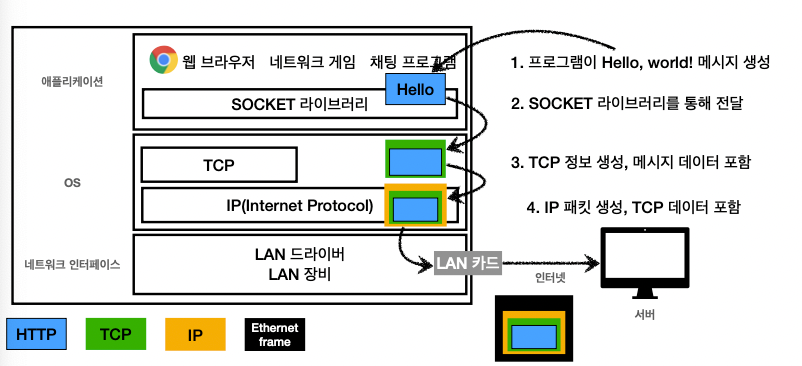 애플리케이션
웹 브라우저 네트워크 게임 채팅 프로그램
Hello
SOCKET 라이브러리
OS
TCP
IP(Internet Protocol)
네트워크 인터페이스
LAN 드라이버
LAN 장비
LAN 카드
1. 프로그램이 Hello, world! 메시지 생성
2. SOCKET 라이브러리를 통해 전달
3. TCP 정보 생성, 메시지 데이터 포함
4. IP 패킷 생성, TCP 데이터 포함
인터넷
서버
HTTP
TCP
IP
Ethernet
frame